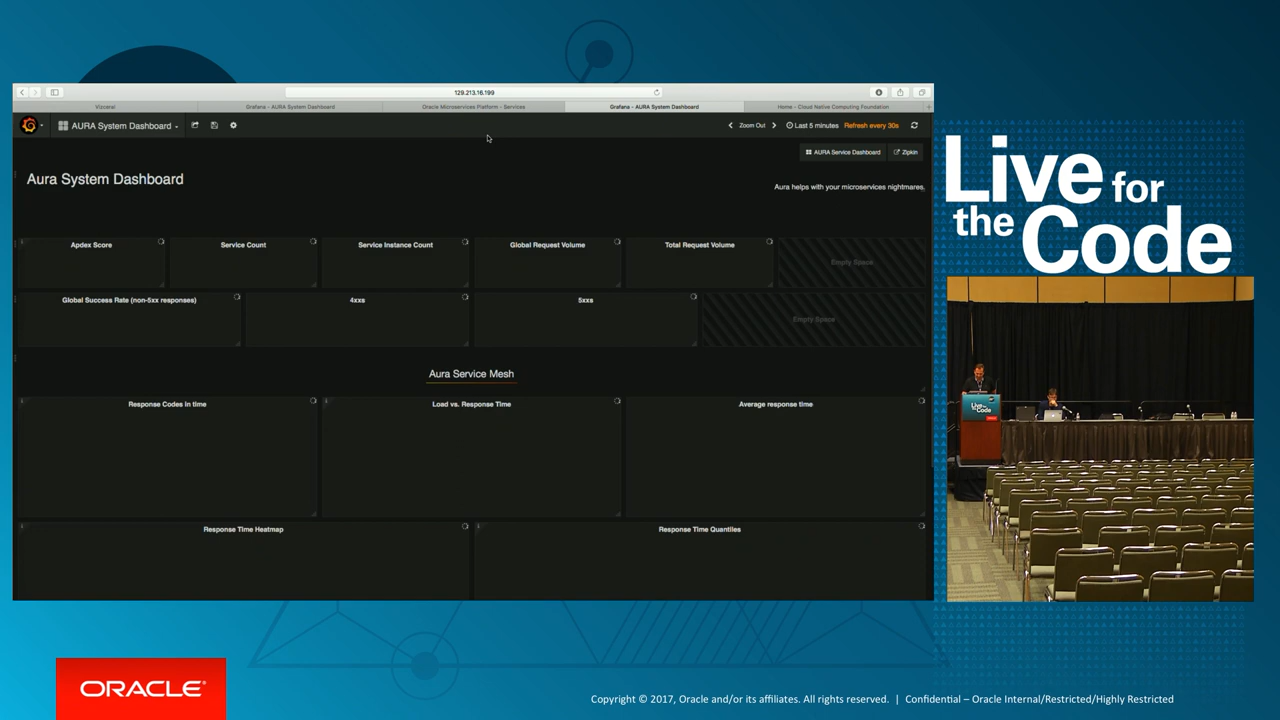 129.213.16.199
Vizceral
Grafana - AURA System Dashboard
Oracle Microservices Platform - Services
Grafana - AURA System Dashboard
Home - Cloud Native Computing Foundation
AURA System Dashboard
Zoom Out
Last 5 minutes
Refresh every 30s
AURA Service Dashboard
Zipkin
Aura System Dashboard
Aura helps with your microservices nightmares.
Apdex Score
Service Count
Service Instance Count
Global Request Volume
Total Request Volume
Empty Space
Global Success Rate (non-5xx responses)
4xxs
5xxs
Empty Space
Aura Service Mesh
Response Codes in time
Load vs. Response Time
Average response time
Response Time Heatmap
Response Time Quantiles
Live for
the Code
Live for
the Code
ORACLE
Copyright © 2017, Oracle and/or its affiliates. All rights reserved. | Confidential – Oracle Internal/Restricted/Highly Restricted